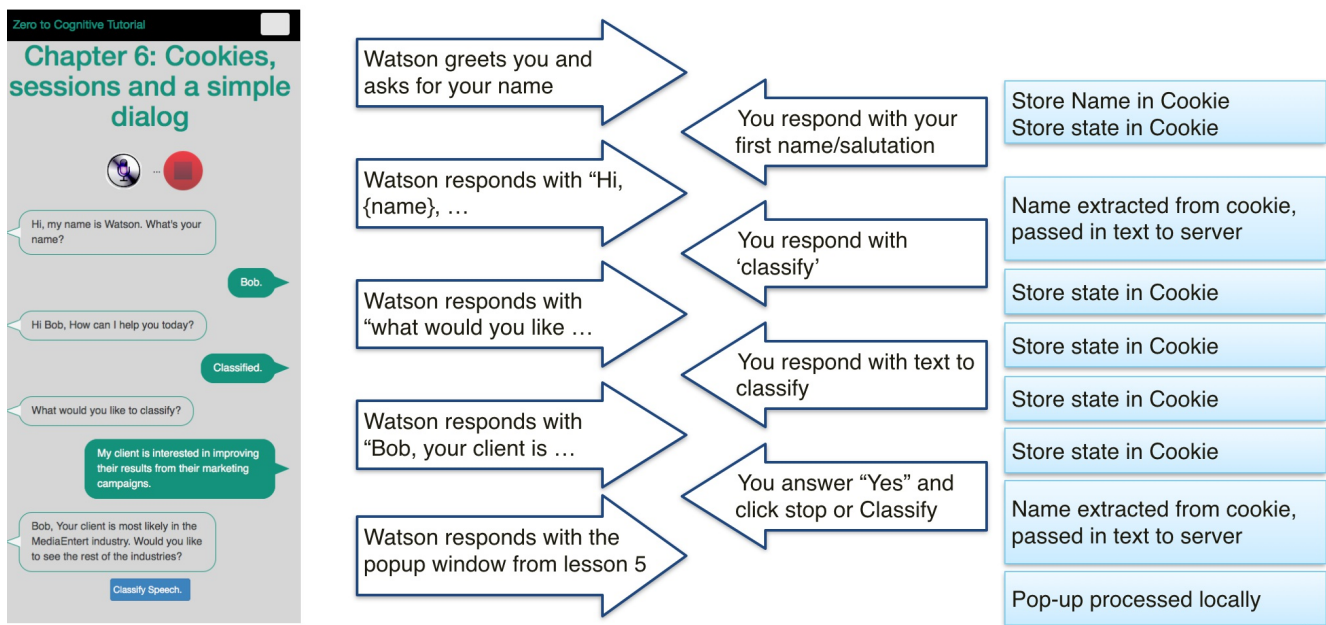 Zero to Cognitive Tutorial
Chapter 6: Cookies,
sessions and a simple
dialog
...
Hi, my name is Watson. What's your
name?
Bob.
Hi Bob, How can I help you today?
Classified.
What would you like to classify?
My client is interested in improving
their results from their marketing
campaigns.
Bob, Your client is most likely in the
MediaEntert industry. Would you like
to see the rest of the industries?
Classify Speech.
Watson greets you and
asks for your name
You respond with your
first name/salutation
Watson responds with “Hi,
{name}, …
You respond with
‘classify’
Watson responds with
“what would you like …
You respond with text to
classify
Watson responds with
“Bob, your client is …
You answer “Yes” and
click stop or Classify
Watson responds with the
popup window from lesson 5
Store Name in Cookie
Store state in Cookie
Name extracted from cookie,
passed in text to server
Store state in Cookie
Store state in Cookie
Store state in Cookie
Store state in Cookie
Name extracted from cookie,
passed in text to server
Pop-up processed locally